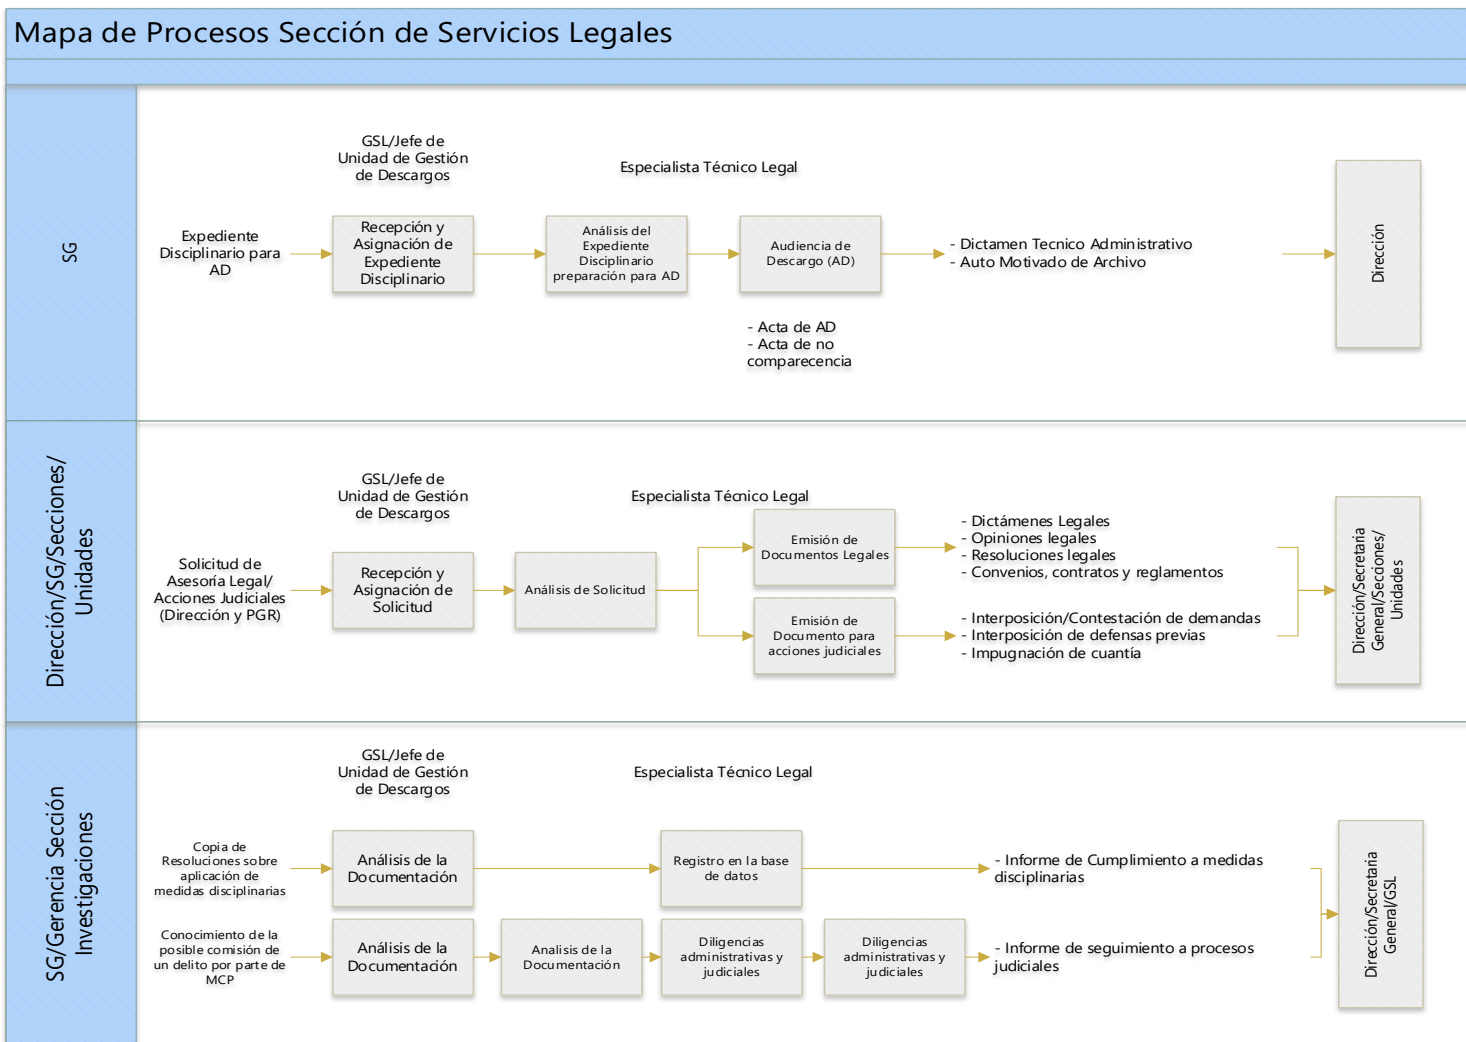 Mapa de Procesos Sección de Servicios Legales
SG
GSL/Jefe de
Unidad de Gestión
de Descargos
Especialista Técnico Legal
Expediente
Disciplinario para
AD
Recepción y
Asignación de
Expediente
Disciplinario
Análisis del
Expediente
Disciplinario
preparación para AD
Audiencia de
Descargo (AD)
- Dictamen Tecnico Administrativo
- Auto Motivado de Archivo
Dirección
- Acta de AD
- Acta de no
comparecencia
Dirección/SG/Secciones/
Unidades
GSL/Jefe de
Unidad de Gestión
de Descargos
Especialista Técnico Legal
Solicitud de
Asesoría Legal/
Acciones Judiciales
(Dirección y PGR)
Recepción y
Asignación de
Solicitud
Análisis de Solicitud
Emisión de
Documentos Legales
- Dictámenes Legales
- Opiniones legales
- Resoluciones legales
- Convenios, contratos y reglamentos
Emisión de
Documento para
acciones judiciales
- Interposición/Contestación de demandas
- Interposición de defensas previas
- Impugnación de cuantía
Dirección/Secretaria
General/Secciones/
Unidades
SG/Gerencia Sección
Investigaciones
GSL/Jefe de
Unidad de Gestión
de Descargos
Especialista Técnico Legal
Copia de
Resoluciones sobre
aplicación de
medidas disciplinarias
Análisis de la
Documentación
Registro en la base
de datos
- Informe de Cumplimiento a medidas
disciplinarias
Conocimiento de la
posible comisión de
un delito por parte de
MCP
Análisis de la
Documentación
Analisis de la
Documentación
Diligencias
administrativas y
judiciales
Diligencias
administrativas y
judiciales
- Informe de seguimiento a procesos
judiciales
Dirección/Secretaria
General/GSL